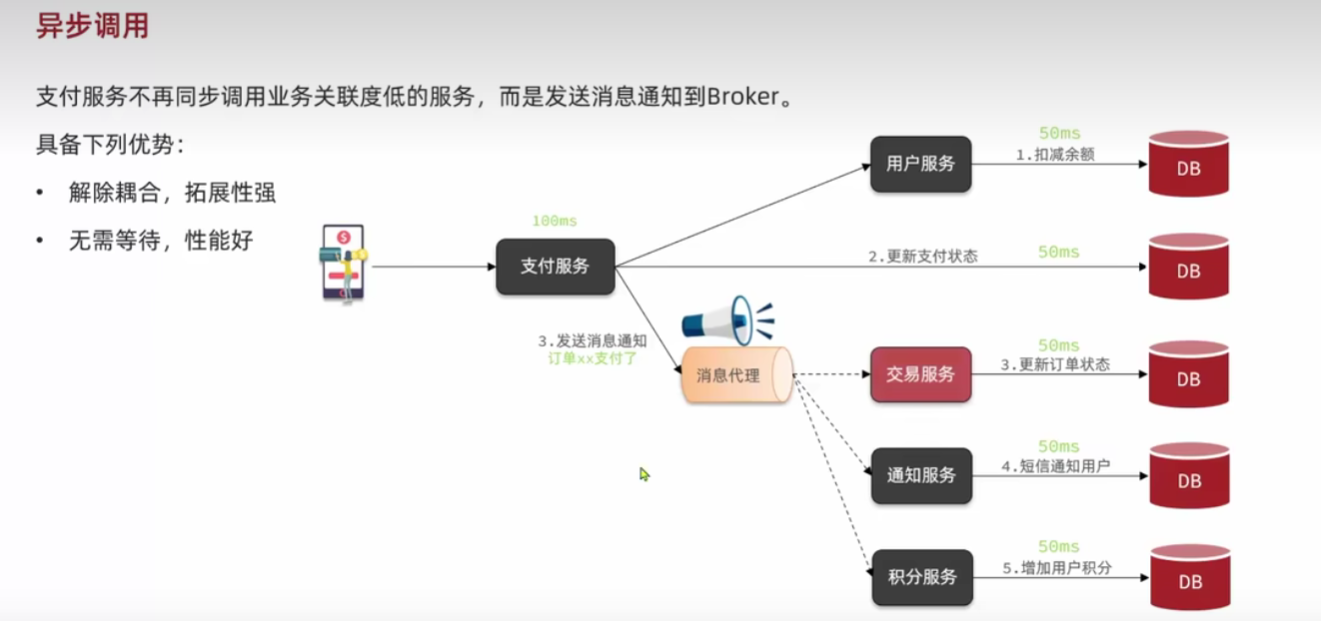 异步调用
支付服务不再同步调用业务关联度低的服务，而是发送消息通知到Broker。
具备下列优势：
• 解除耦合，拓展性强
• 无需等待，性能好
100ms
支付服务
用户服务
50ms
1.扣减余额
DB
2.更新支付状态
50ms
DB
3.发送消息通知
订单xx支付了
消息代理
交易服务
50ms
3.更新订单状态
DB
通知服务
50ms
4.短信通知用户
DB
积分服务
50ms
5.增加用户积分
DB